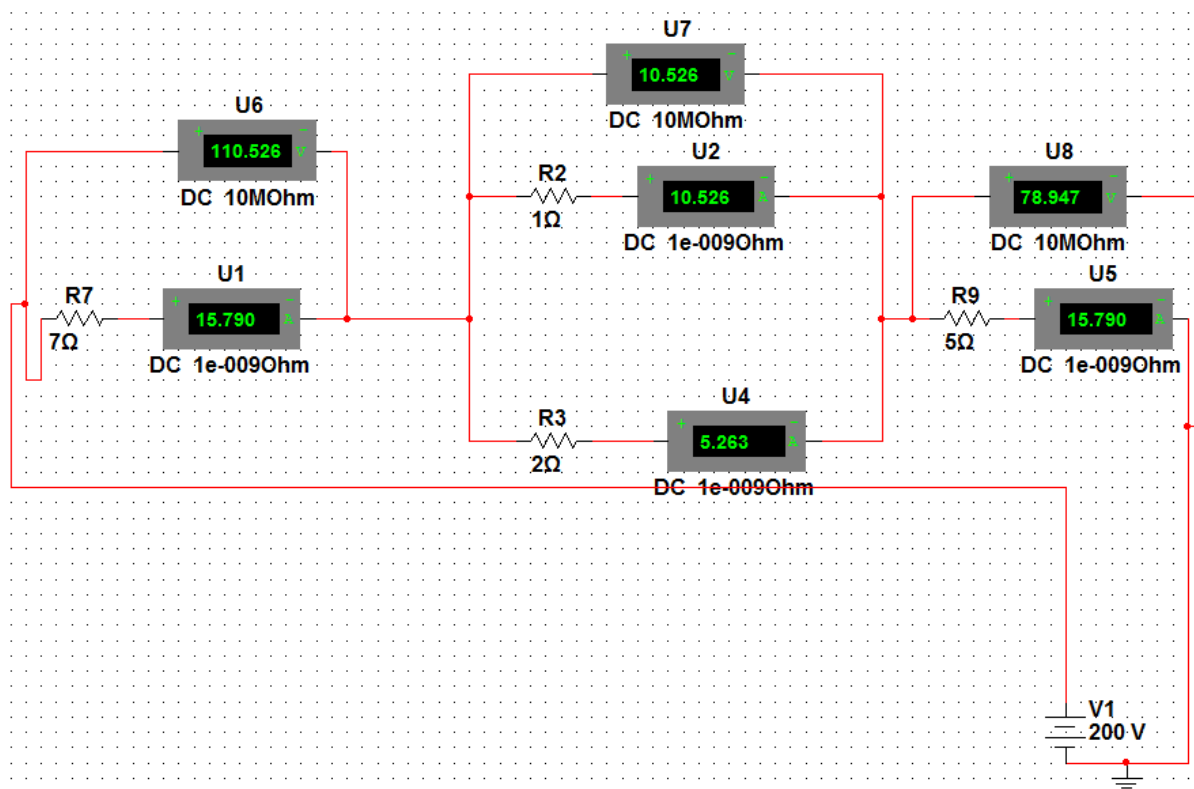 U7
+ -
10.526 V
DC 10MOhm
U6
+ -
110.526 V
DC 10MOhm
U2
+ -
10.526 A
DC 1e-009Ohm
R2
1Ω
U8
+ -
78.947 V
DC 10MOhm
U1
+ -
15.790 A
DC 1e-009Ohm
R7
7Ω
U5
+ -
15.790 A
DC 1e-009Ohm
R9
5Ω
U4
+ -
5.263 A
DC 1e-009Ohm
R3
2Ω
V1
200 V